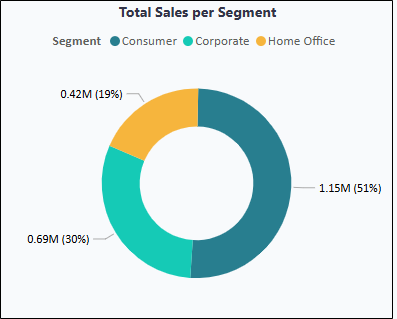 Total Sales per Segment
Segment Consumer Corporate Home Office
0.42M (19%)
1.15M (51%)
0.69M (30%)